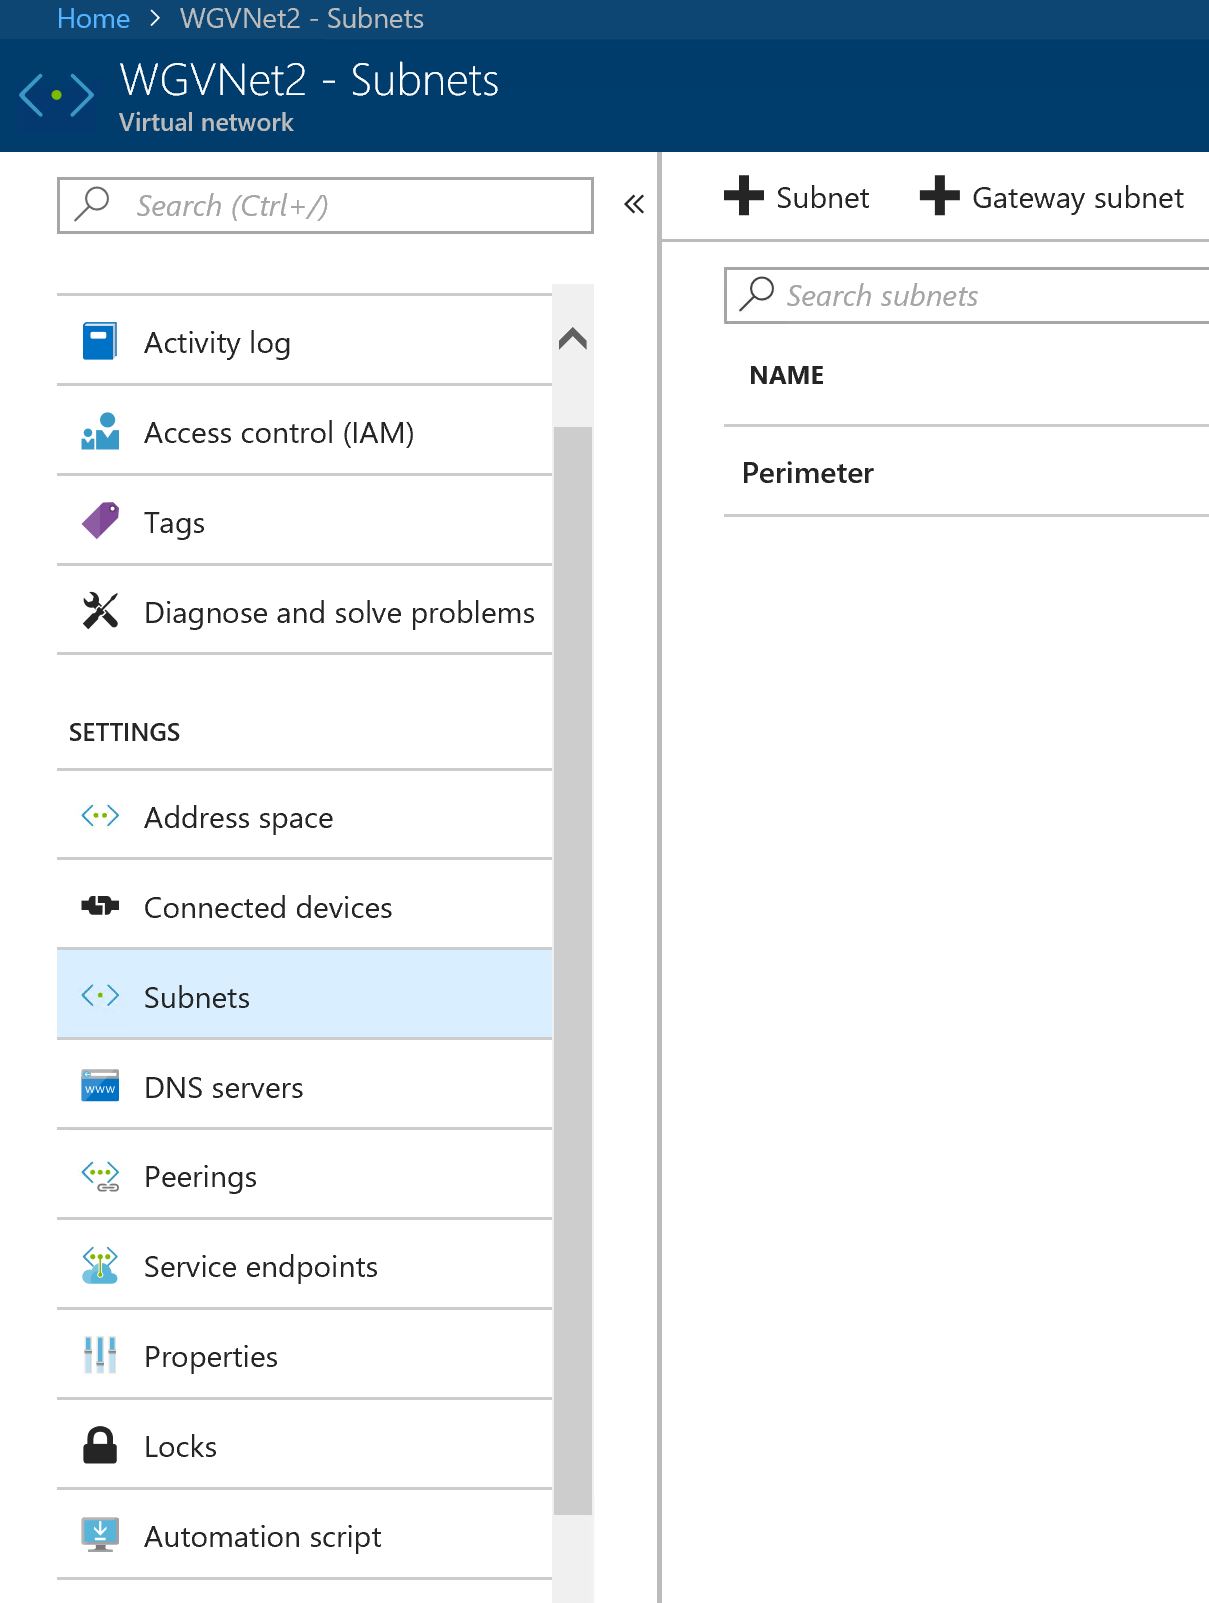 Home > WGVNet2 - Subnets
WGVNet2 - Subnets
Virtual network
Search (Ctrl+/)
«
Activity log
Access control (IAM)
Tags
Diagnose and solve problems
SETTINGS
Address space
Connected devices
Subnets
www
DNS servers
Peerings
Service endpoints
Properties
Locks
Automation script
+ Subnet + Gateway subnet
Search subnets
NAME
Perimeter